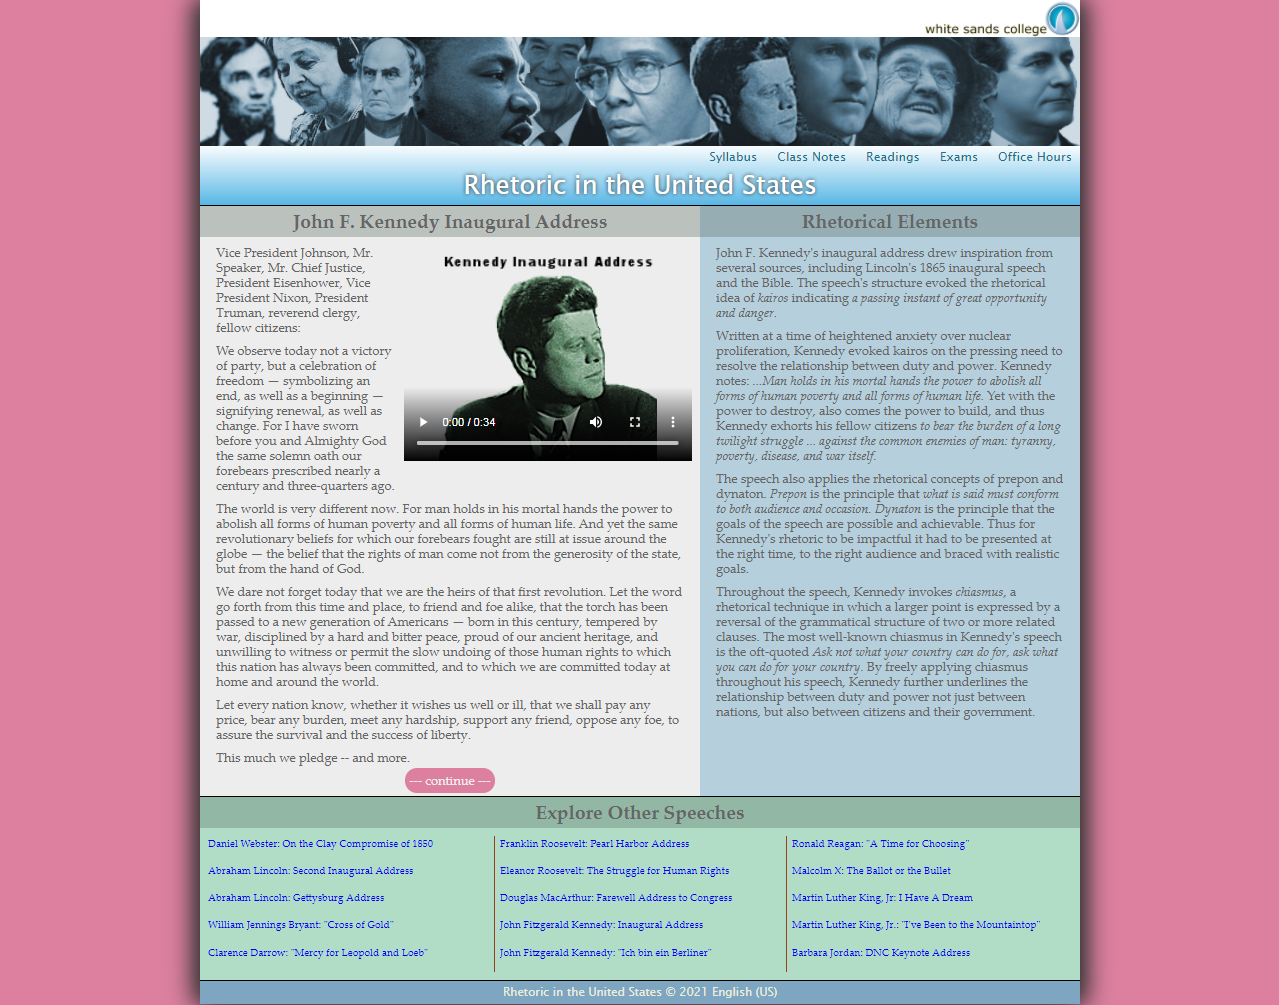 white sands college
Syllabus Class Notes Readings Exams Office Hours
Rhetoric in the United States
John F. Kennedy Inaugural Address
Vice President Johnson, Mr.
Speaker, Mr. Chief Justice,
President Eisenhower, Vice
President Nixon, President
Truman, reverend clergy,
fellow citizens:
We observe today not a victory
of party, but a celebration of
freedom — symbolizing an
end, as well as a beginning —
signifying renewal, as well as
change. For I have sworn
before you and Almighty God
the same solemn oath our
forebears prescribed nearly a
century and three-quarters ago.
Kennedy Inaugural Address
0:00 / 0:34
The world is very different now. For man holds in his mortal hands the power to
abolish all forms of human poverty and all forms of human life. And yet the same
revolutionary beliefs for which our forebears fought are still at issue around the
globe — the belief that the rights of man come not from the generosity of the state,
but from the hand of God.
We dare not forget today that we are the heirs of that first revolution. Let the word
go forth from this time and place, to friend and foe alike, that the torch has been
passed to a new generation of Americans — born in this century, tempered by
war, disciplined by a hard and bitter peace, proud of our ancient heritage, and
unwilling to witness or permit the slow undoing of those human rights to which
this nation has always been committed, and to which we are committed today at
home and around the world.
Let every nation know, whether it wishes us well or ill, that we shall pay any
price, bear any burden, meet any hardship, support any friend, oppose any foe, to
assure the survival and the success of liberty.
This much we pledge -- and more.
--- continue ---
Rhetorical Elements
John F. Kennedy's inaugural address drew inspiration from
several sources, including Lincoln's 1865 inaugural speech
and the Bible. The speech's structure evoked the rhetorical
idea of kairos indicating a passing instant of great opportunity
and danger.
Written at a time of heightened anxiety over nuclear
proliferation, Kennedy evoked kairos on the pressing need to
resolve the relationship between duty and power. Kennedy
notes: ...Man holds in his mortal hands the power to abolish all
forms of human poverty and all forms of human life. Yet with the
power to destroy, also comes the power to build, and thus
Kennedy exhorts his fellow citizens to bear the burden of a long
twilight struggle ... against the common enemies of man: tyranny,
poverty, disease, and war itself.
The speech also applies the rhetorical concepts of prepon and
dynaton. Prepon is the principle that what is said must conform
to both audience and occasion. Dynaton is the principle that the
goals of the speech are possible and achievable. Thus for
Kennedy's rhetoric to be impactful it had to be presented at
the right time, to the right audience and braced with realistic
goals.
Throughout the speech, Kennedy invokes chiasmus, a
rhetorical technique in which a larger point is expressed by a
reversal of the grammatical structure of two or more related
clauses. The most well-known chiasmus in Kennedy's speech
is the oft-quoted Ask not what your country can do for, ask what
you can do for your country. By freely applying chiasmus
throughout his speech, Kennedy further underlines the
relationship between duty and power not just between
nations, but also between citizens and their government.
Explore Other Speeches
Daniel Webster: On the Clay Compromise of 1850
Abraham Lincoln: Second Inaugural Address
Abraham Lincoln: Gettysburg Address
William Jennings Bryant: "Cross of Gold"
Clarence Darrow: "Mercy for Leopold and Loeb"
Franklin Roosevelt: Pearl Harbor Address
Eleanor Roosevelt: The Struggle for Human Rights
Douglas MacArthur: Farewell Address to Congress
John Fitzgerald Kennedy: Inaugural Address
John Fitzgerald Kennedy: "Ich bin ein Berliner"
Ronald Reagan: "A Time for Choosing"
Malcolm X: The Ballot or the Bullet
Martin Luther King, Jr: I Have A Dream
Martin Luther King, Jr.: "I've Been to the Mountaintop"
Barbara Jordan: DNC Keynote Address
Rhetoric in the United States © 2021 English (US)